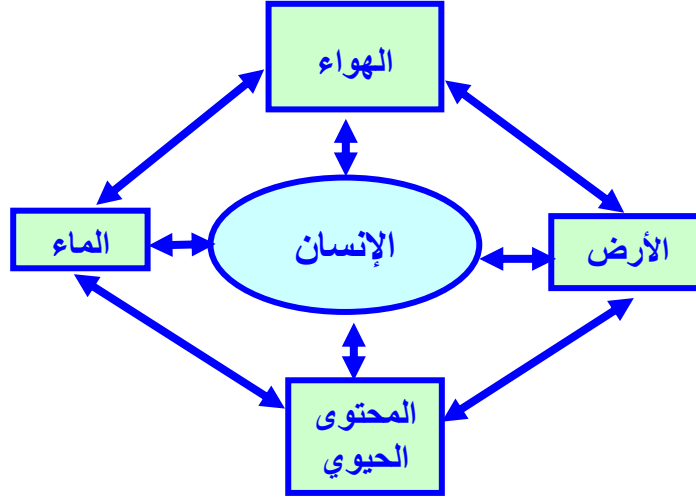 الهواء
الأرض
الإنسان
الماء
المحتوى
الحيوي